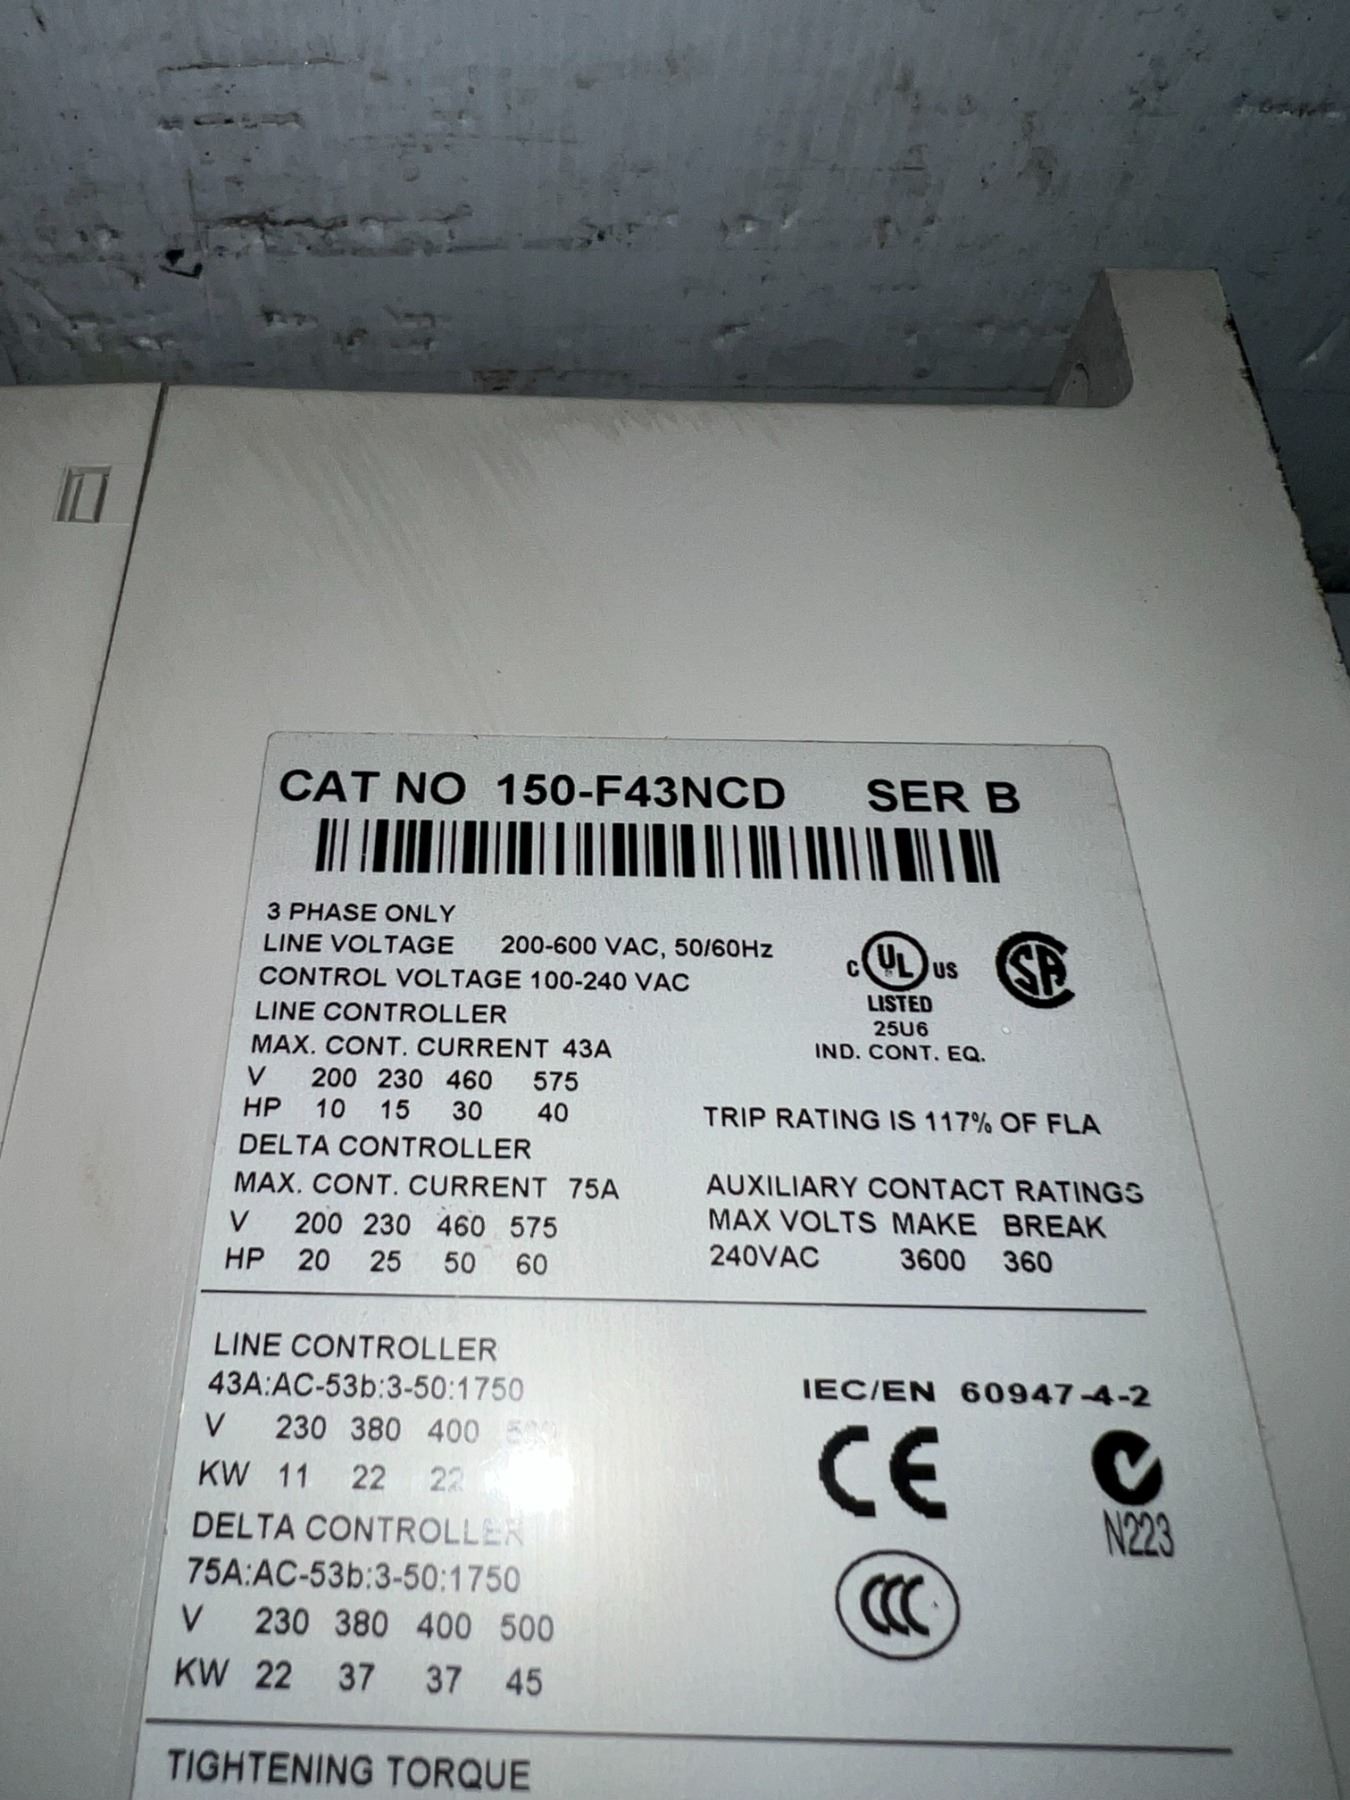 CAT NO 150-F43NCD SER B
3 PHASE ONLY
LINE VOLTAGE 200-600 VAC, 50/60Hz
CONTROL VOLTAGE 100-240 VAC
LINE CONTROLLER
MAX. CONT. CURRENT 43A
V 200 230 460 575
HP 10 15 30 40
DELTA CONTROLLER
MAX. CONT. CURRENT 75A
V 200 230 460 575
HP 20 25 50 60
C UL US
LISTED
25U6
IND. CONT. EQ.
SA
TRIP RATING IS 117% OF FLA
AUXILIARY CONTACT RATINGS
MAX VOLTS MAKE BREAK
240VAC 3600 360
LINE CONTROLLER
43A:AC-53b:3-50:1750
V 230 380 400
KW 11 22 22
DELTA CONTROLLER
75A:AC-53b:3-50:1750
V 230 380 400 500
KW 22 37 37 45
IEC/EN 60947-4-2
CE
N223
CCC
TIGHTENING TORQUE